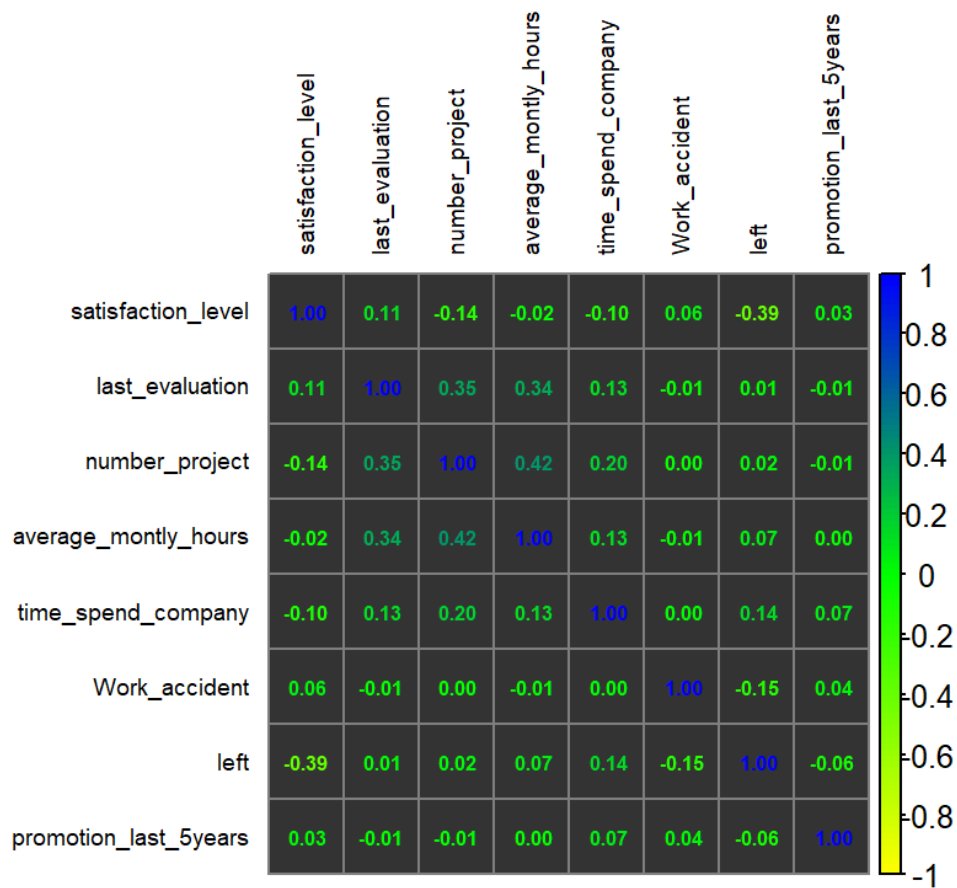 satisfaction_level last_evaluation number_project average_montly_hours time_spend_company Work_accident left promotion_last_5years
satisfaction_level 1.00 0.11 -0.14 -0.02 -0.10 0.06 -0.39 0.03
last_evaluation 0.11 1.00 0.35 0.34 0.13 -0.01 0.01 -0.01
number_project -0.14 0.35 1.00 0.42 0.20 0.00 0.02 -0.01
average_montly_hours -0.02 0.34 0.42 1.00 0.13 -0.01 0.07 0.00
time_spend_company -0.10 0.13 0.20 0.13 1.00 0.00 0.14 0.07
Work_accident 0.06 -0.01 0.00 -0.01 0.00 1.00 -0.15 0.04
left -0.39 0.01 0.02 0.07 0.14 -0.15 1.00 -0.06
promotion_last_5years 0.03 -0.01 -0.01 0.00 0.07 0.04 -0.06 1.00
1
0.8
0.6
0.4
0.2
0
-0.2
-0.4
-0.6
-0.8
-1